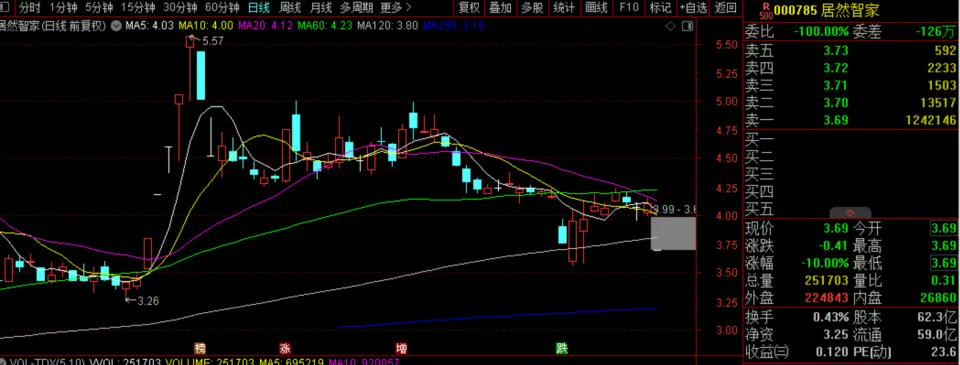 分时 1分钟 5分钟 15分钟 30分钟 60分钟 日线 周线 月线 多周期 更多 > 复权 叠加 多股 统计 画线 F10 标记 +自选 返回
居然智家(日线.前复权) MA5: 4.03 MA10: 4.00 MA20: 4.12 MA60: 4.23 MA120: 3.80 MA250: 3.19
5.57
3.26
3.99 - 3.8
5.50
5.25
5.00
4.75
4.50
4.25
4.00
3.75
3.50
3.25
3.00
榜 涨 增 跌
VOL-TDX(5,10) VVOL: 251703 VOLUME: 251703 MA5: 695219 MA10: 920857
R 500 000785 居然智家
委比 -100.00% 委差 -126万
卖五 3.73 592
卖四 3.72 2233
卖三 3.71 1503
卖二 3.70 13517
卖一 3.69 1242146
买一
买二
买三
买四
买五
现价 3.69 今开 3.69
涨跌 -0.41 最高 3.69
涨幅 -10.00% 最低 3.69
总量 251703 量比 0.31
外盘 224843 内盘 26860
换手 0.43% 股本 62.3亿
净资 3.25 流通 59.0亿
收益㈢ 0.120 PE(动) 23.6